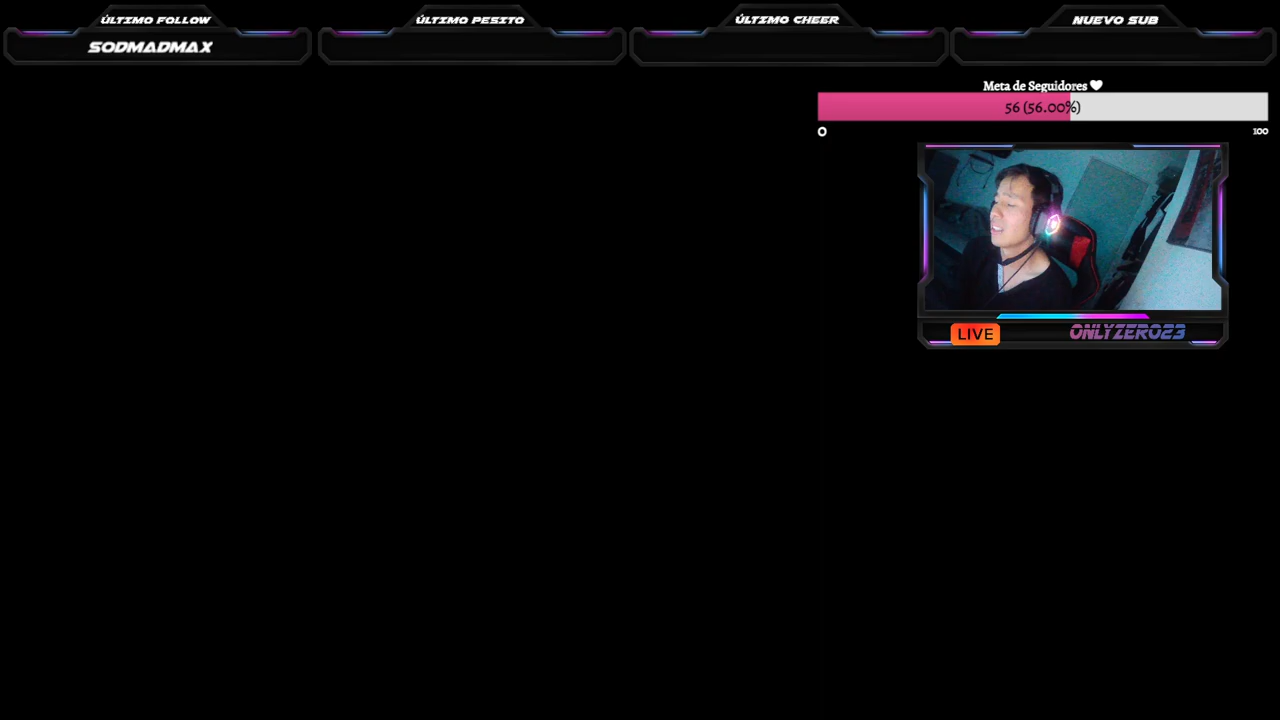 ÚLTIMO FOLLOW
SODMADMAX
ÚLTIMO PESITO
ÚLTIMO CHEER
NUEVO SUB
Meta de Seguidores
56 (56.00%)
0
100
LIVE
ONLYZERO23